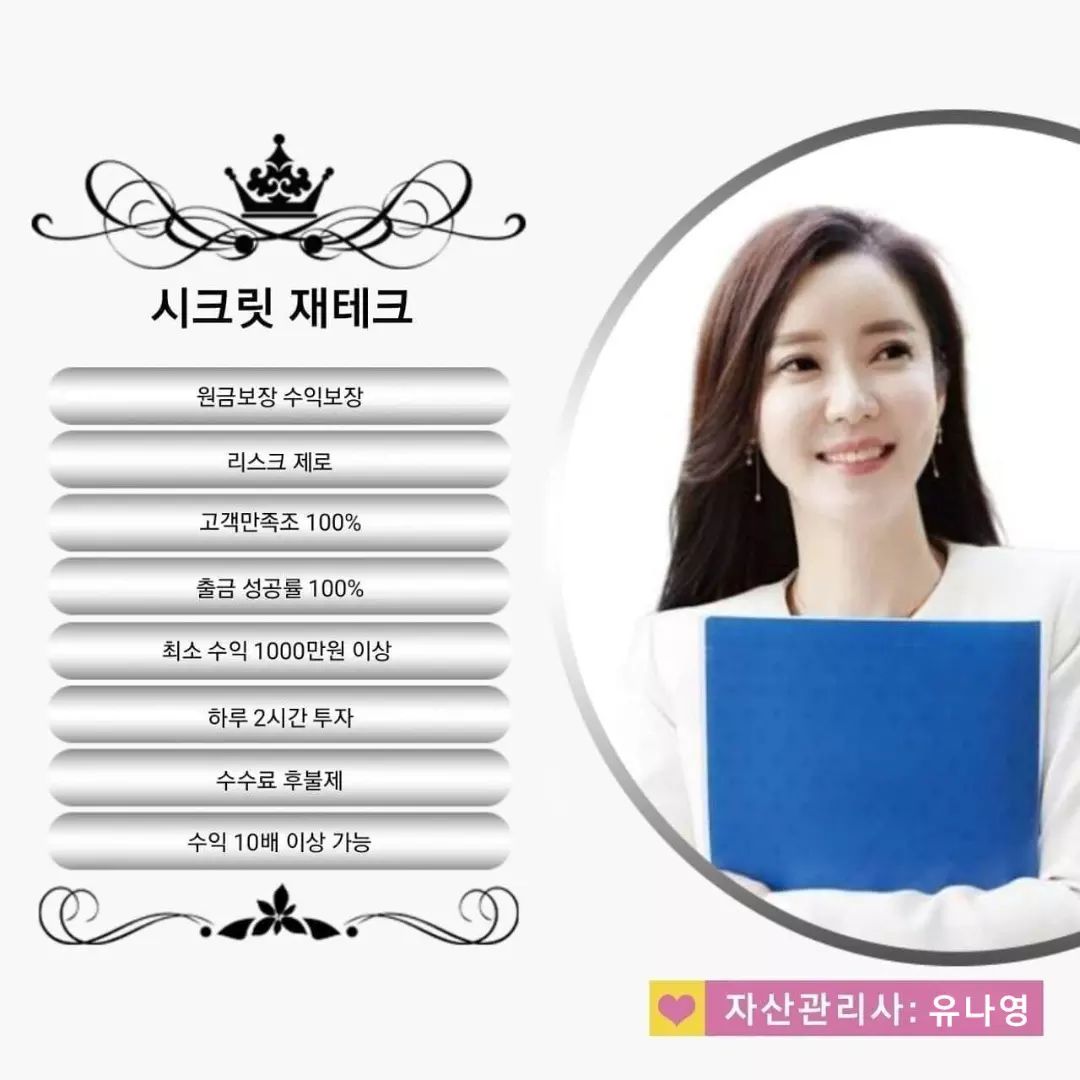 시크릿 재테크
원금보장 수익보장
리스크 제로
고객만족조 100%
출금 성공률 100%
최소 수익 1000만원 이상
하루 2시간 투자
수수료 후불제
수익 10배 이상 가능
자산관리사: 유나영